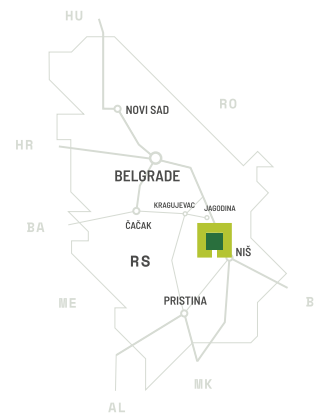 HU
RO
NOVI SAD
HR
BELGRADE
KRAGUJEVAC
JAGODINA
BA
ČAČAK
NIŠ
RS
ME
PRISTINA
B
MK
AL